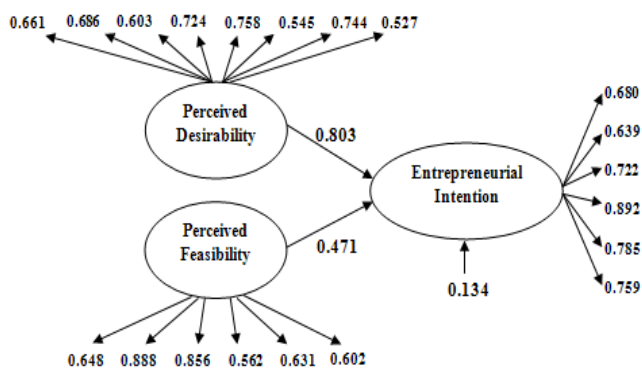 0.661 0.686 0.603 0.724 0.758 0.545 0.744 0.527
Perceived
Desirability
0.803
Entrepreneurial
Intention
0.680
0.639
0.722
0.892
0.785
0.759
Perceived
Feasibility
0.471
0.134
0.648 0.888 0.856 0.562 0.631 0.602